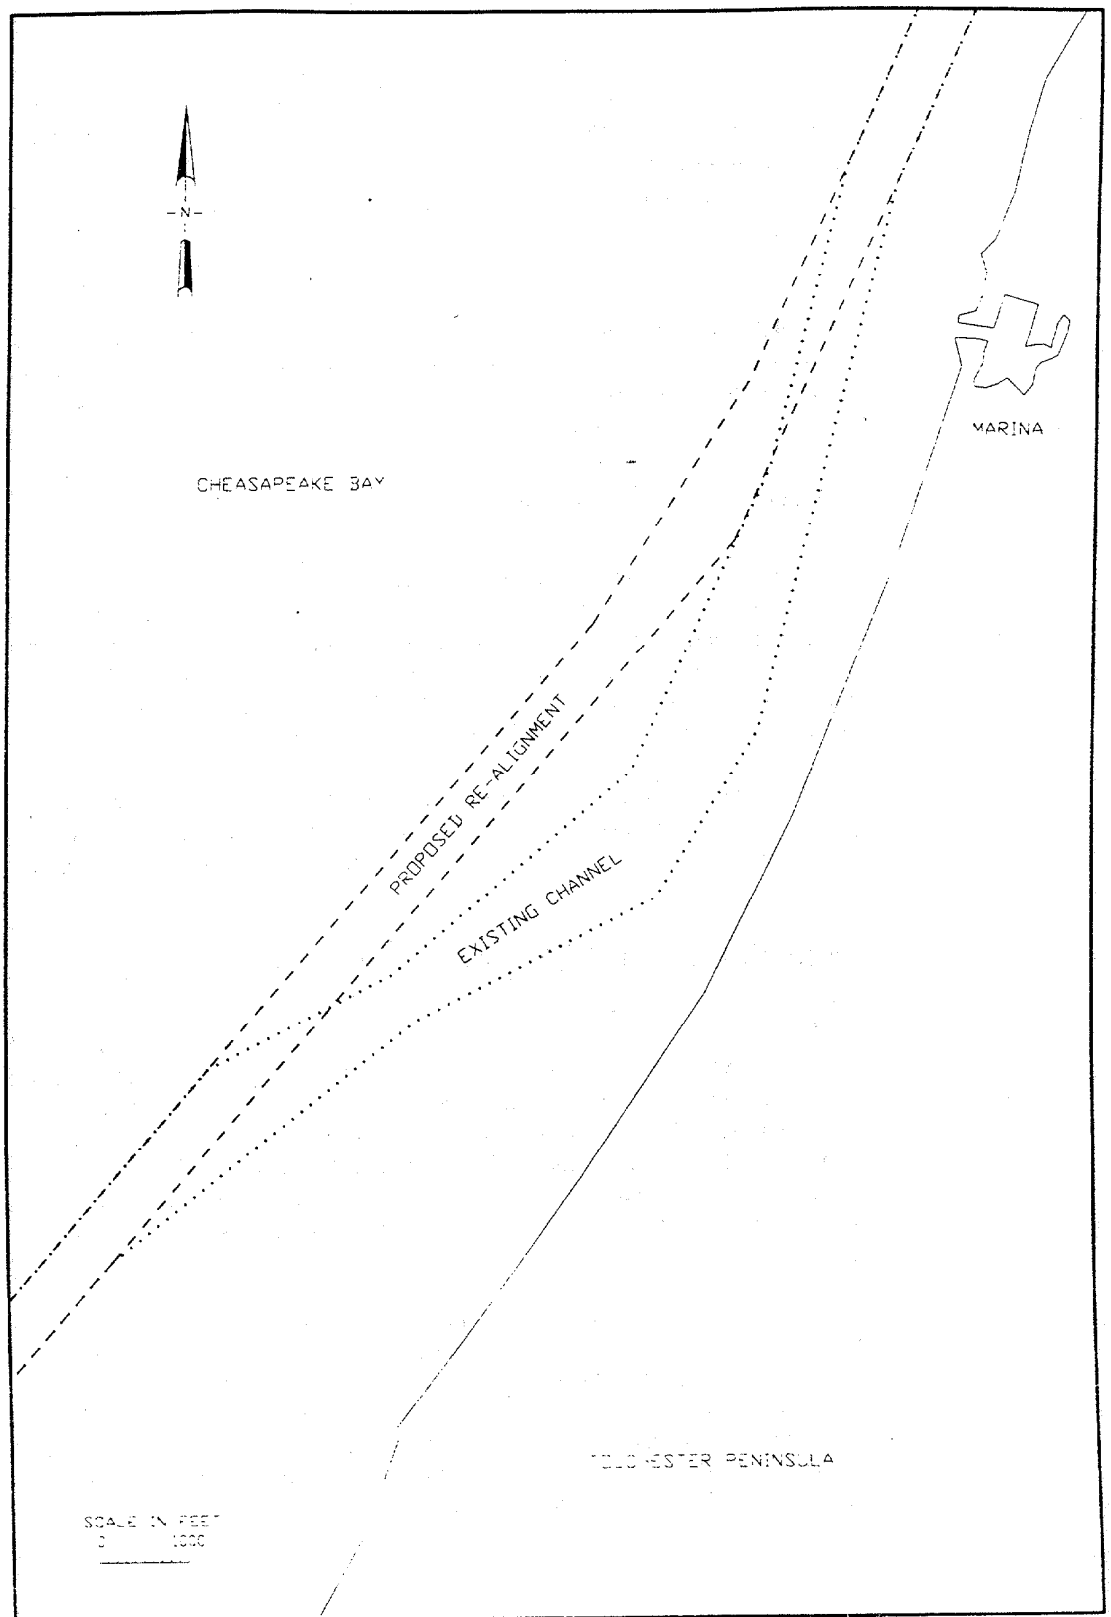 -N-
MARINA
CHEASAPEAKE BAY
PROPOSED RE-ALIGNMENT
EXISTING CHANNEL
PENINSULA
SCALE IN FEET
0 1000